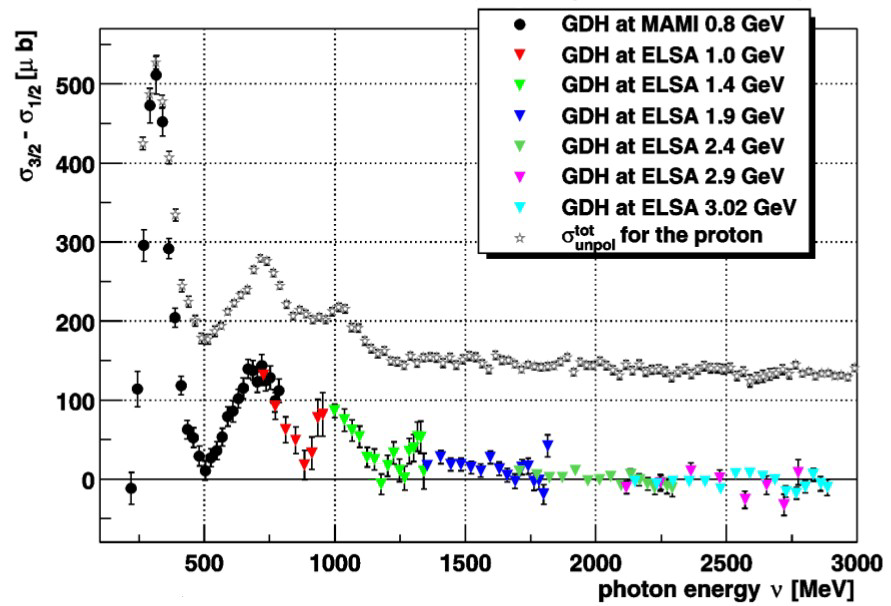 GDH at MAMI 0.8 GeV
GDH at ELSA 1.0 GeV
GDH at ELSA 1.4 GeV
GDH at ELSA 1.9 GeV
GDH at ELSA 2.4 GeV
GDH at ELSA 2.9 GeV
GDH at ELSA 3.02 GeV
σ^tot_unpol for the proton
σ3/2 - σ1/2 [μ b]
500
400
300
200
100
0
500 1000 1500 2000 2500 3000
photon energy ν [MeV]